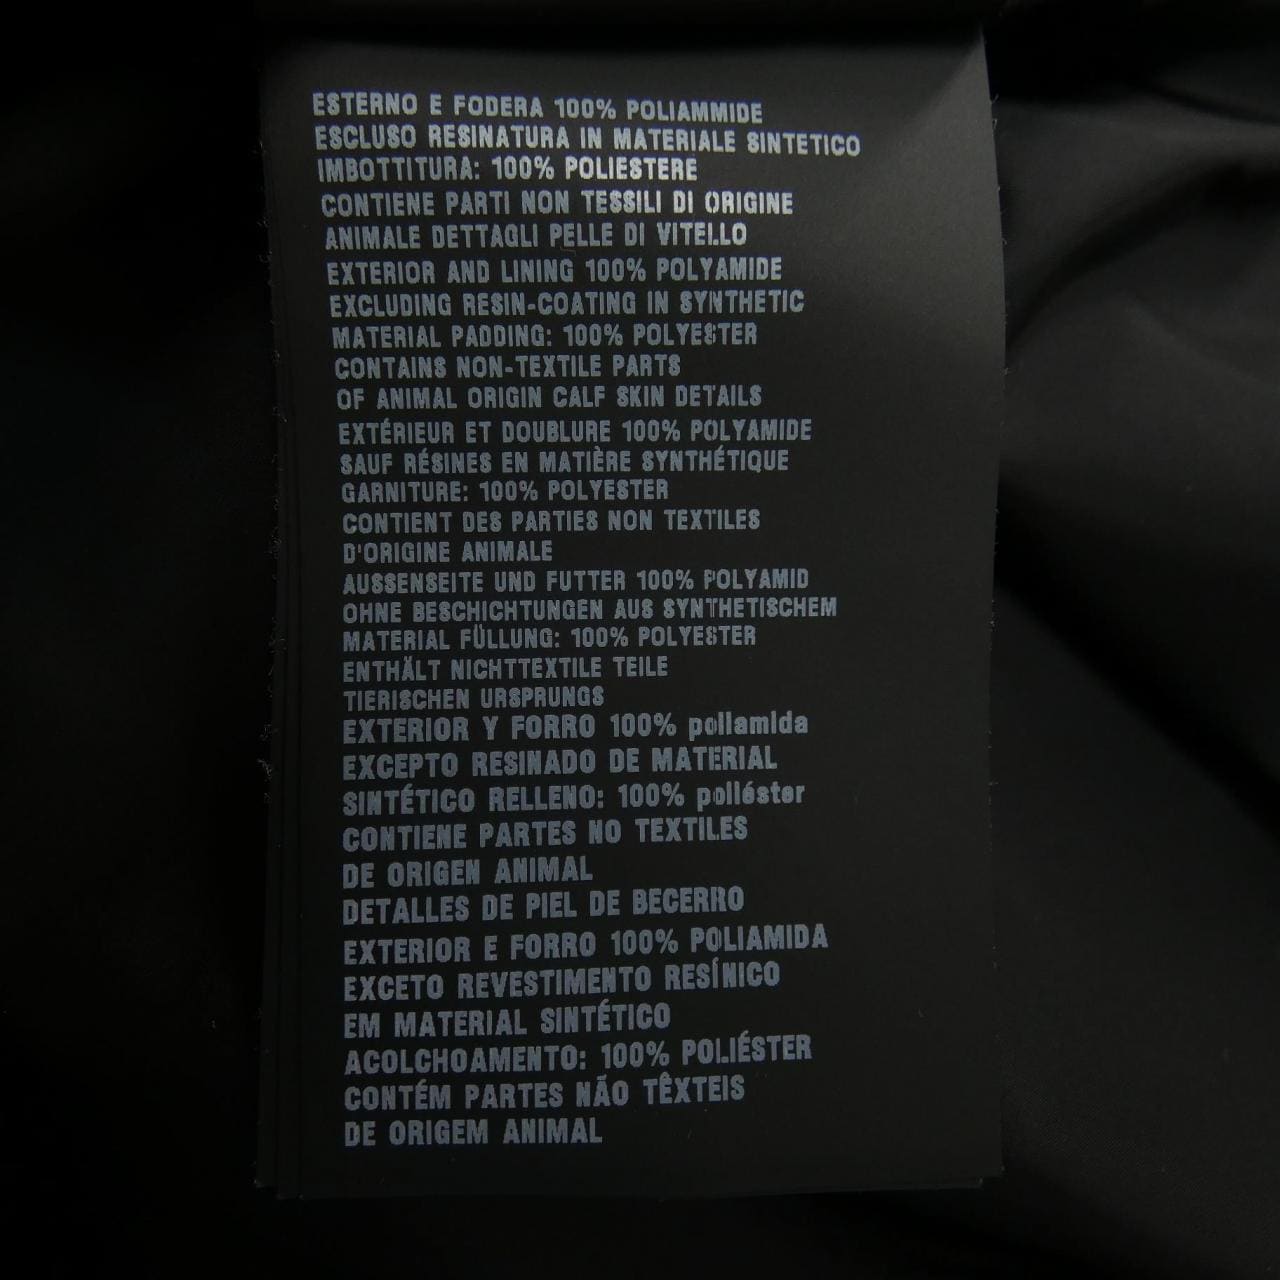 ESTERNO E FODERA 100% POLIAMMIDE
ESCLUSO RESINATURA IN MATERIALE SINTETICO
IMBOTTITURA: 100% POLIESTERE
CONTIENE PARTI NON TESSILI DI ORIGINE
ANIMALE DETTAGLI PELLE DI VITELLO
EXTERIOR AND LINING 100% POLYAMIDE
EXCLUDING RESIN-COATING IN SYNTHETIC
MATERIAL PADDING: 100% POLYESTER
CONTAINS NON-TEXTILE PARTS
OF ANIMAL ORIGIN CALF SKIN DETAILS
EXTÉRIEUR ET DOUBLURE 100% POLYAMIDE
SAUF RÉSINES EN MATIÈRE SYNTHÉTIQUE
GARNITURE: 100% POLYESTER
CONTIENT DES PARTIES NON TEXTILES
D'ORIGINE ANIMALE
AUSSENSEITE UND FUTTER 100% POLYAMID
OHNE BESCHICHTUNGEN AUS SYNTHETISCHEM
MATERIAL FÜLLUNG: 100% POLYESTER
ENTHÄLT NICHTTEXTILE TEILE
TIERISCHEN URSPRUNGS
EXTERIOR Y FORRO 100% poliamida
EXCEPTO RESINADO DE MATERIAL
SINTÉTICO RELLENO: 100% poliéster
CONTIENE PARTES NO TEXTILES
DE ORIGEN ANIMAL
DETALLES DE PIEL DE BECERRO
EXTERIOR E FORRO 100% POLIAMIDA
EXCETO REVESTIMENTO RESÍNICO
EM MATERIAL SINTÉTICO
ACOLCHOAMENTO: 100% POLIÉSTER
CONTÉM PARTES NÃO TÊXTEIS
DE ORIGEM ANIMAL